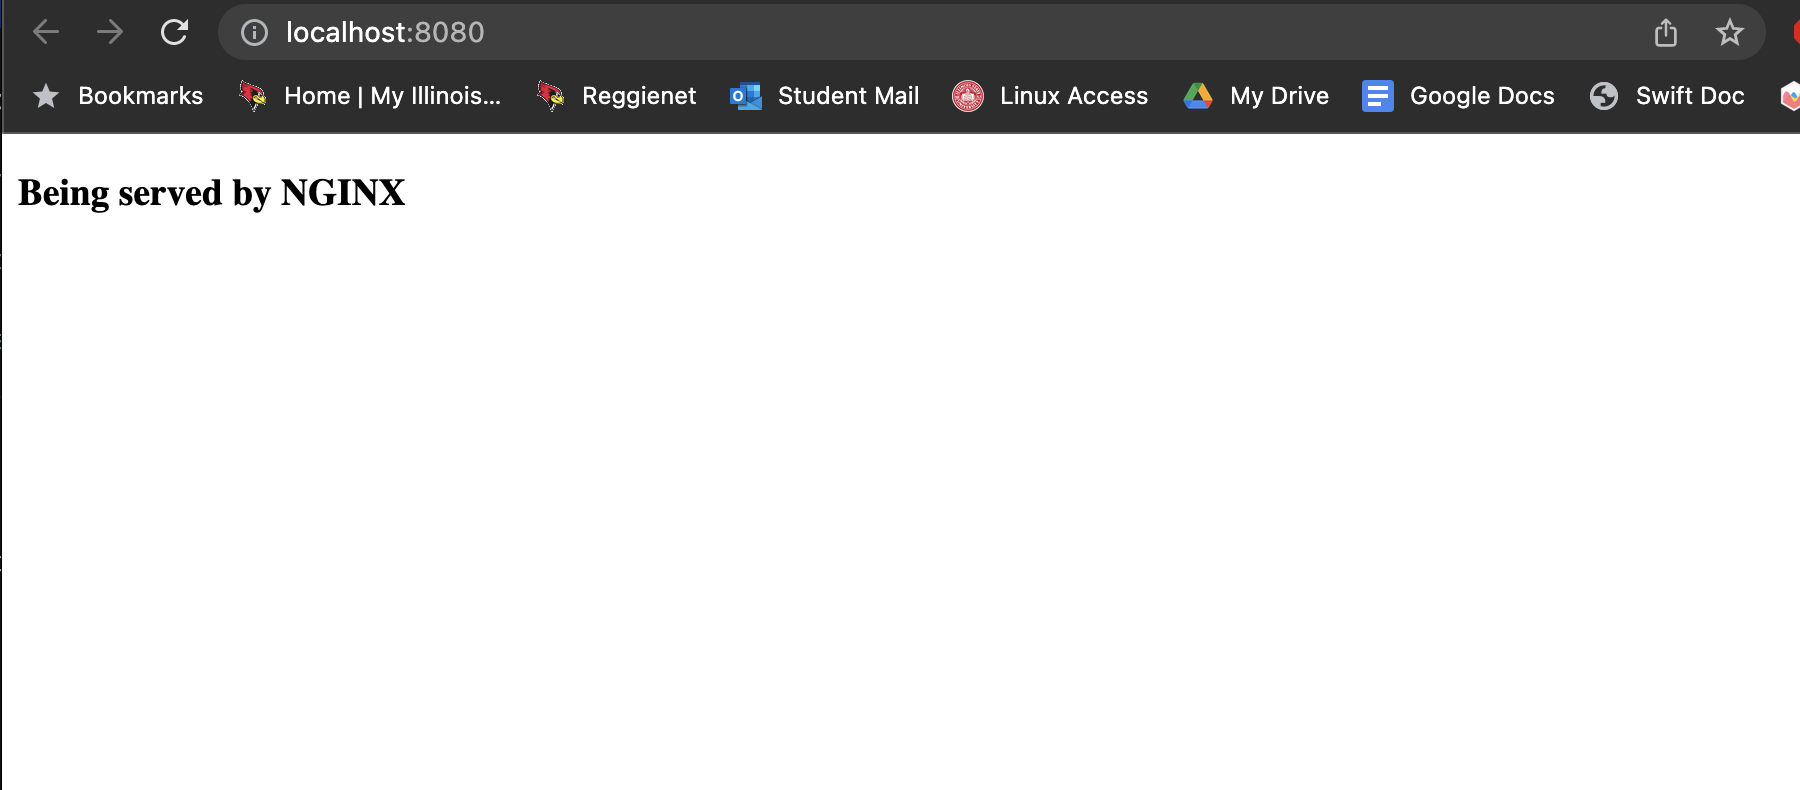 localhost:8080
Bookmarks Home | My Illinois... Reggienet Student Mail Linux Access My Drive Google Docs Swift Doc
Being served by NGINX